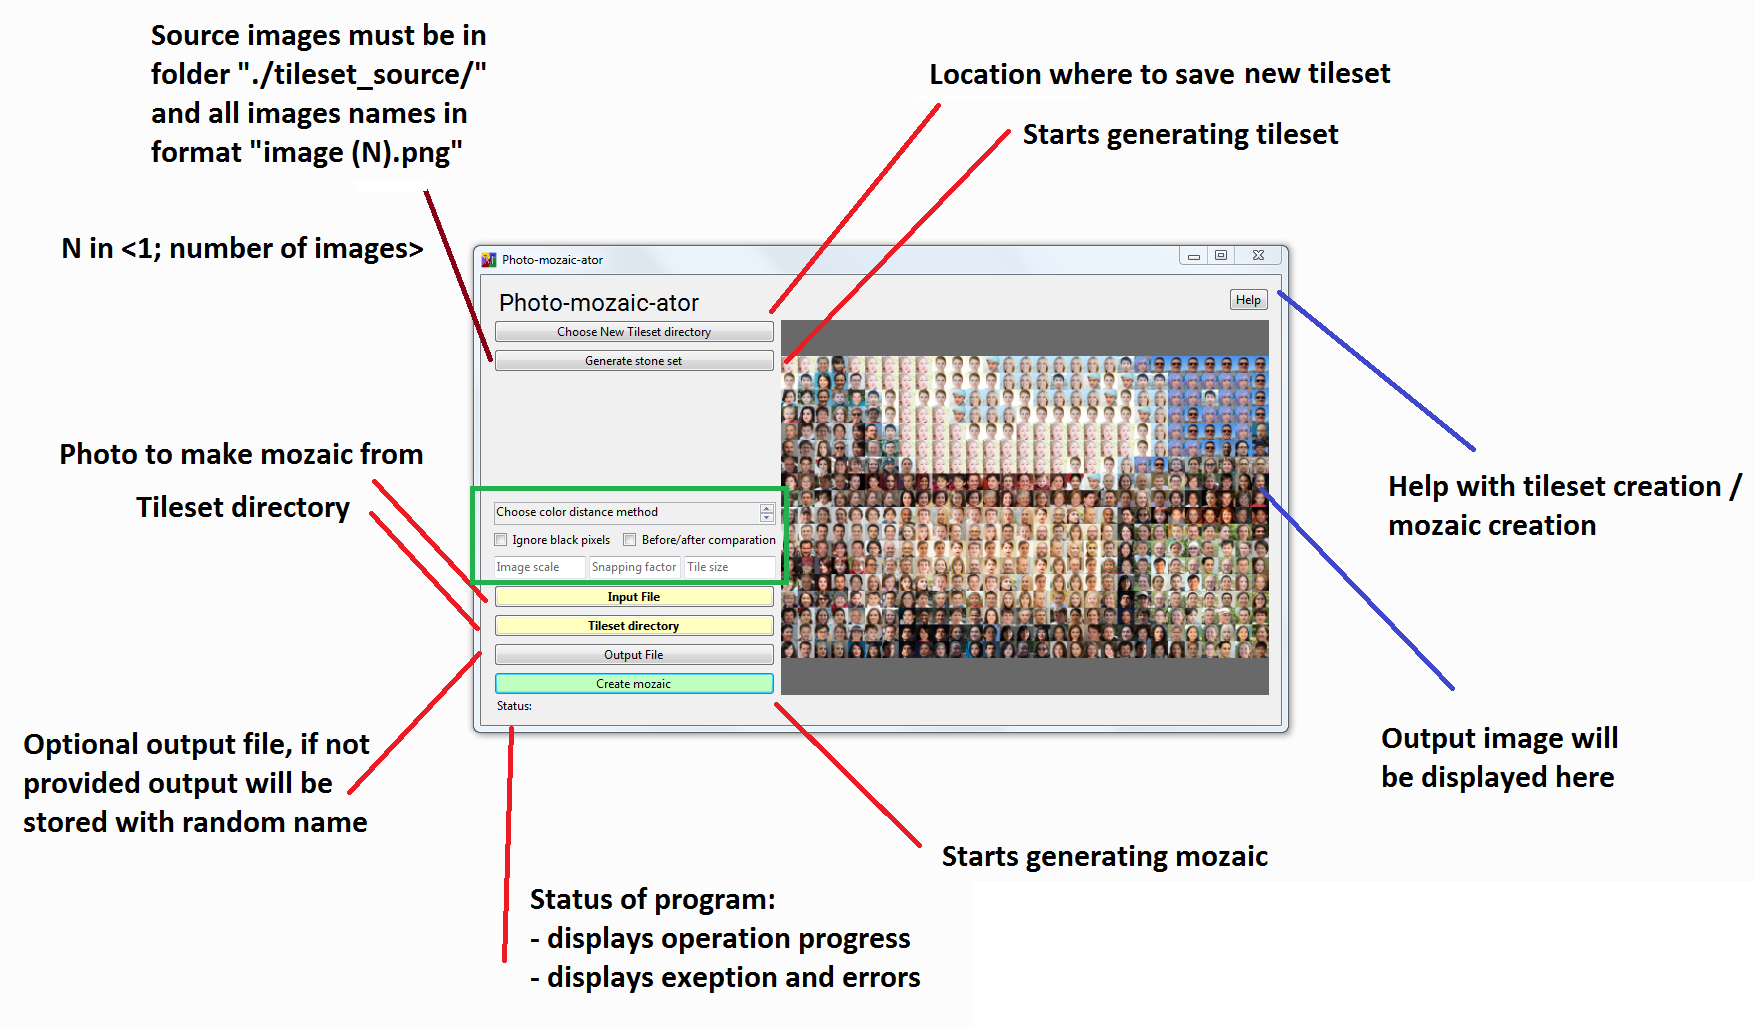 Source images must be in
folder "./tileset_source/"
and all images names in
format "image (N).png"
N in <1; number of images>
Location where to save new tileset
Starts generating tileset
Photo-mozaic-ator
Photo-mozaic-ator
Help
Choose New Tileset directory
Generate stone set
Photo to make mozaic from
Tileset directory
Choose color distance method
Ignore black pixels
Before/after comparation
Image scale
Snapping factor
Tile size
Input File
Tileset directory
Output File
Create mozaic
Status:
Help with tileset creation /
mozaic creation
Optional output file, if not
provided output will be
stored with random name
Output image will
be displayed here
Starts generating mozaic
Status of program:
- displays operation progress
- displays exeption and errors